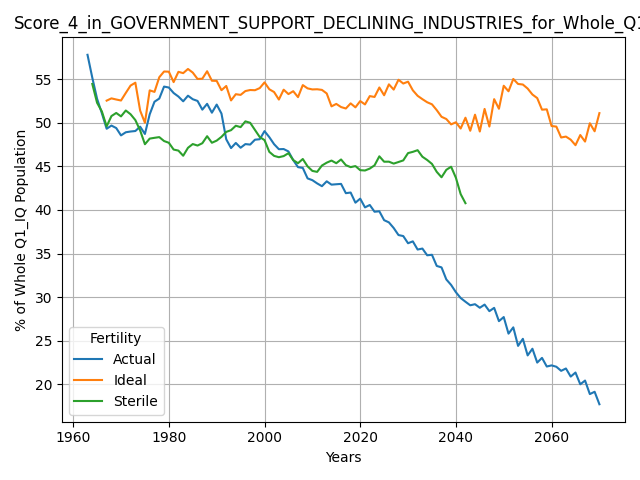 Score_4_in_GOVERNMENT_SUPPORT_DECLINING_INDUSTRIES_for_Whole_Q1
% of Whole Q1_IQ Population
55
50
45
40
35
30
25
20
Fertility
Actual
Ideal
Sterile
1960
1980
2000
2020
2040
2060
Years